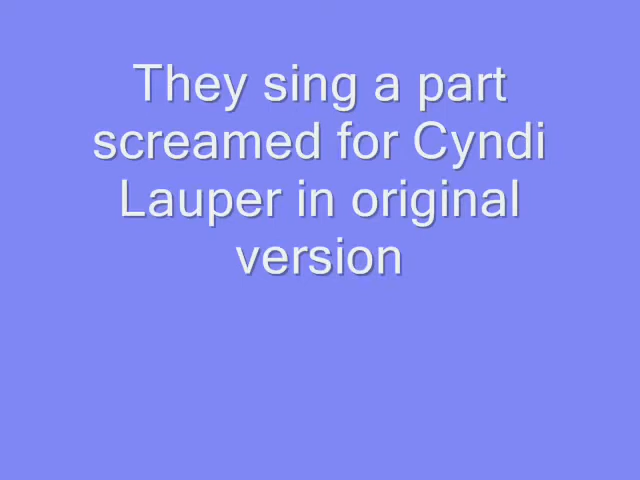 They sing a part
screamed for Cyndi
Lauper in original
version